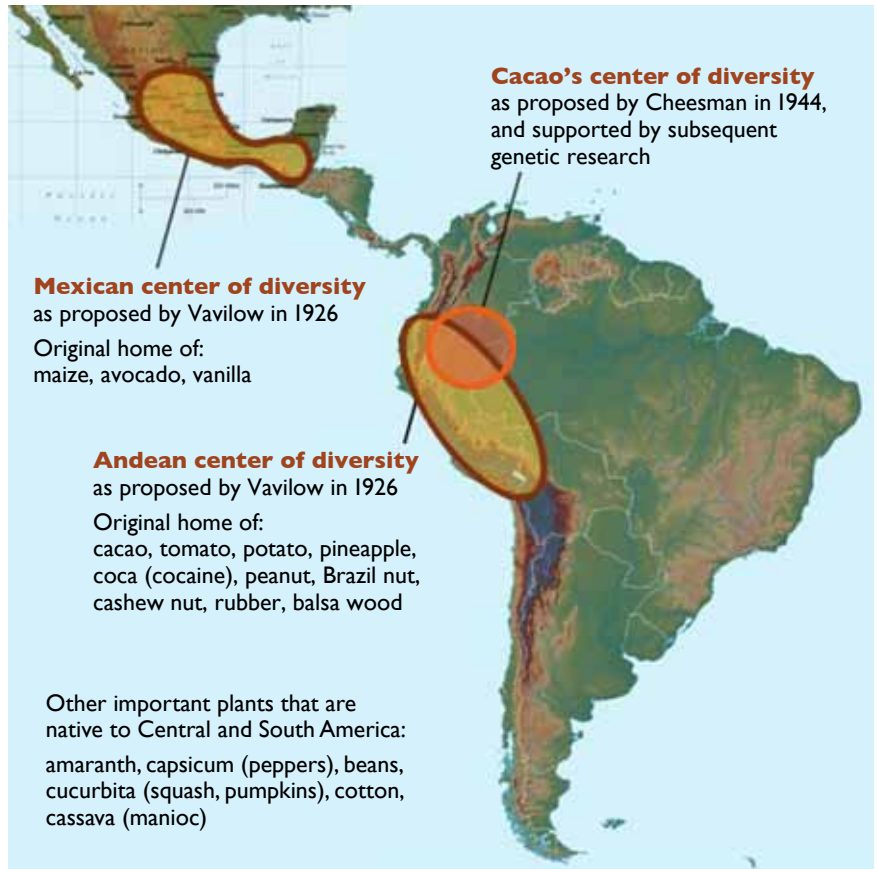 Cacao's center of diversity
as proposed by Cheesman in 1944,
and supported by subsequent
genetic research
Mexican center of diversity
as proposed by Vavilow in 1926
Original home of:
maize, avocado, vanilla
Andean center of diversity
as proposed by Vavilow in 1926
Original home of:
cacao, tomato, potato, pineapple,
coca (cocaine), peanut, Brazil nut,
cashew nut, rubber, balsa wood
Other important plants that are
native to Central and South America:
amaranth, capsicum (peppers), beans,
cucurbita (squash, pumpkins), cotton,
cassava (manioc)